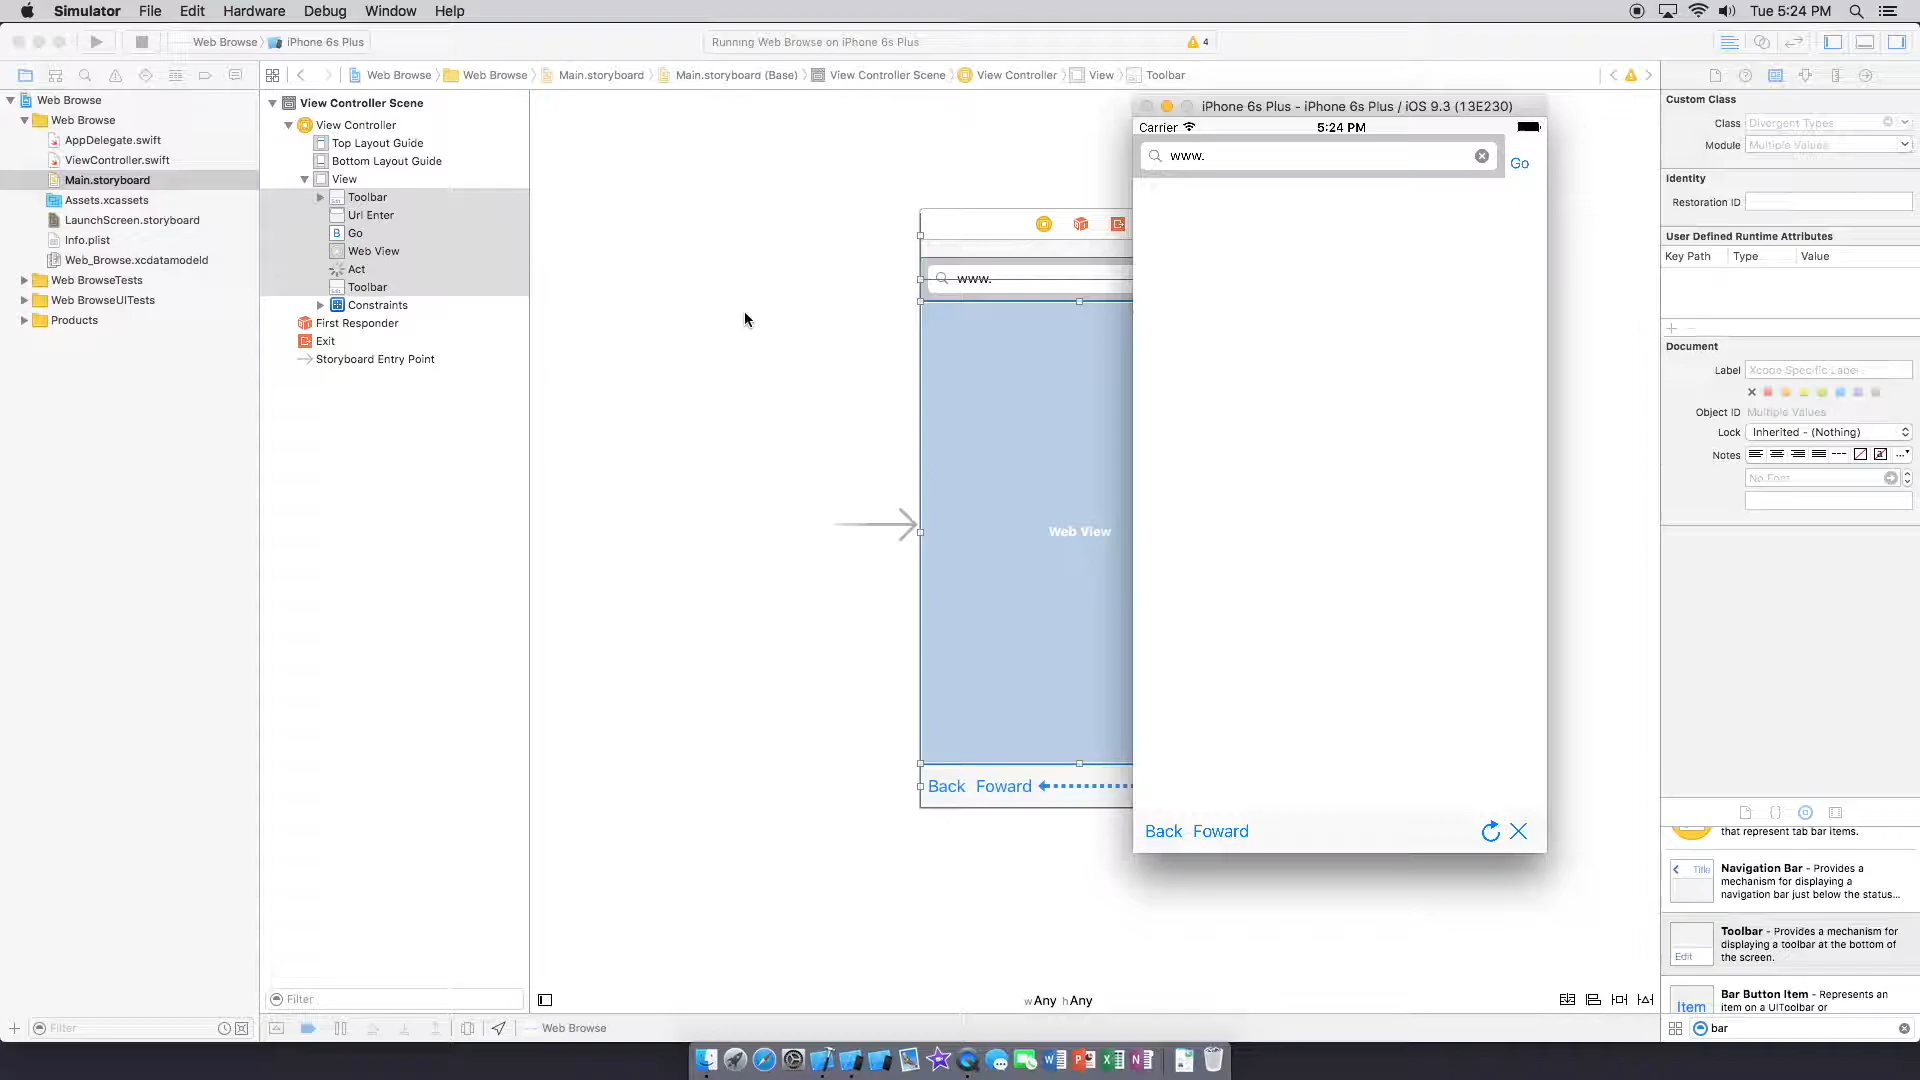 Simulator File Edit Hardware Debug Window Help
Tue 5:24 PM
Web Browse iPhone 6s Plus
Running Web Browse on iPhone 6s Plus
4
Web Browse Web Browse Main.storyboard Main.storyboard (Base) View Controller Scene View Controller View Toolbar
Web Browse
Web Browse
AppDelegate.swift
ViewController.swift
Main.storyboard
Assets.xcassets
LaunchScreen.storyboard
Info.plist
Web_Browse.xcdatamodeld
Web BrowseTests
Web BrowseUITests
Products
View Controller Scene
View Controller
Top Layout Guide
Bottom Layout Guide
View
Toolbar
Url Enter
B Go
Web View
Act
Toolbar
Constraints
First Responder
Exit
Storyboard Entry Point
www.
Web View
Back Foward
iPhone 6s Plus - iPhone 6s Plus / iOS 9.3 (13E230)
Carrier 5:24 PM
www.
Go
Back Foward
Custom Class
Class Divergent Types
Module Multiple Values
Identity
Restoration ID
User Defined Runtime Attributes
Key Path Type Value
Document
Label Xcode Specific Label
Object ID Multiple Values
Lock Inherited - (Nothing)
Notes
No Font
that represent tab bar items.
Title
Navigation Bar - Provides a
mechanism for displaying a
navigation bar just below the status...
Edit
Toolbar - Provides a mechanism for
displaying a toolbar at the bottom of
the screen.
Item
Bar Button Item - Represents an
item on a UIToolbar or
Filter
wAny hAny
Filter
Web Browse
bar